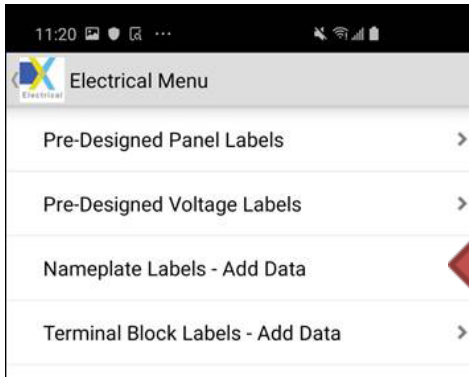 11:20
Electrical Menu
Electrical
Pre-Designed Panel Labels
Pre-Designed Voltage Labels
Nameplate Labels - Add Data
Terminal Block Labels - Add Data